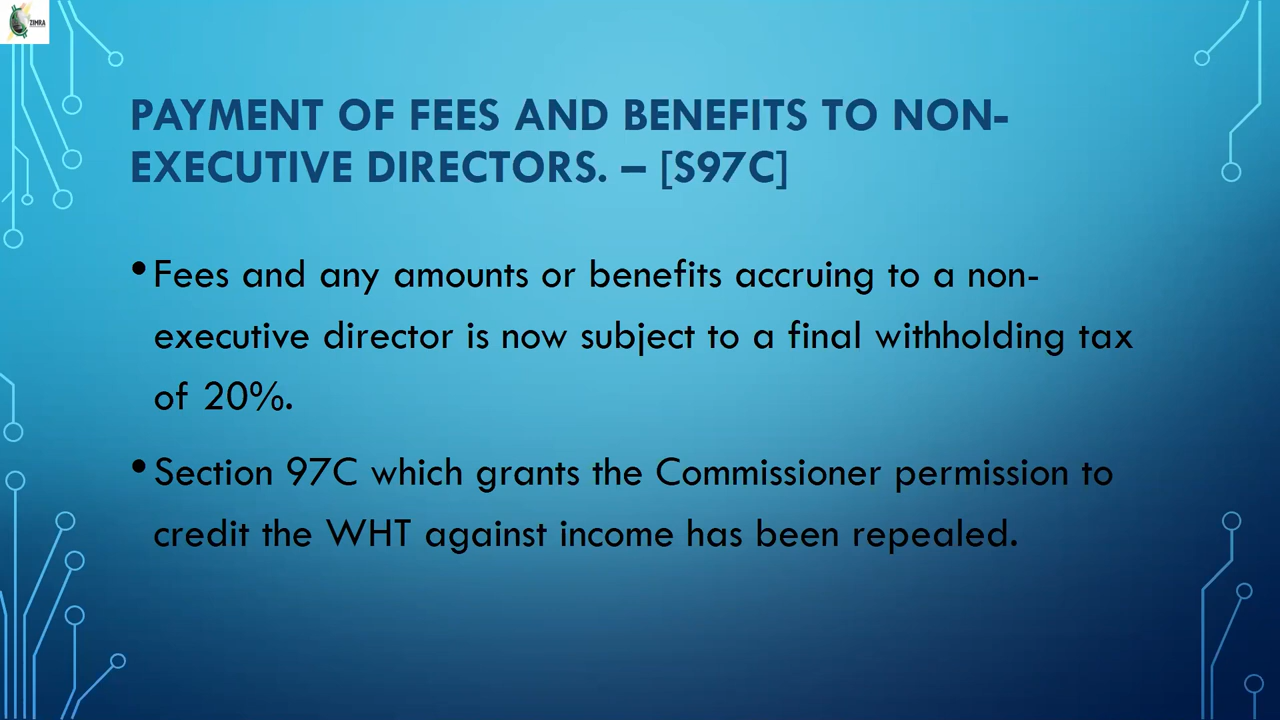 ZIMRA
PAYMENT OF FEES AND BENEFITS TO NON-
EXECUTIVE DIRECTORS. – [S97C]
•Fees and any amounts or benefits accruing to a non-
executive director is now subject to a final withholding tax
of 20%.
•Section 97C which grants the Commissioner permission to
credit the WHT against income has been repealed.